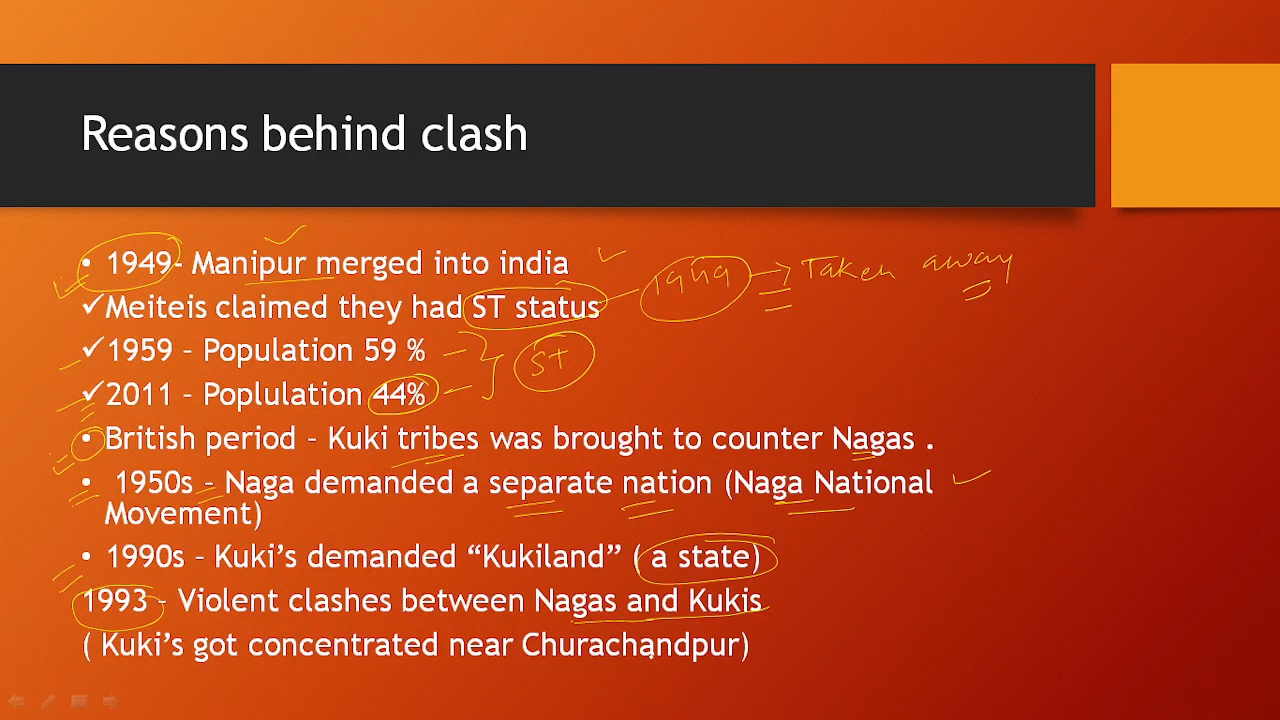 Reasons behind clash
• 1949- Manipur merged into india
✓Meiteis claimed they had ST status 1949 → Taken away
✓1959 – Population 59 %
ST
✓2011 – Poplulation 44%
• British period – Kuki tribes was brought to counter Nagas .
• 1950s – Naga demanded a separate nation (Naga National
Movement)
• 1990s – Kuki’s demanded “Kukiland” ( a state)
1993 – Violent clashes between Nagas and Kukis
( Kuki’s got concentrated near Churachandpur)